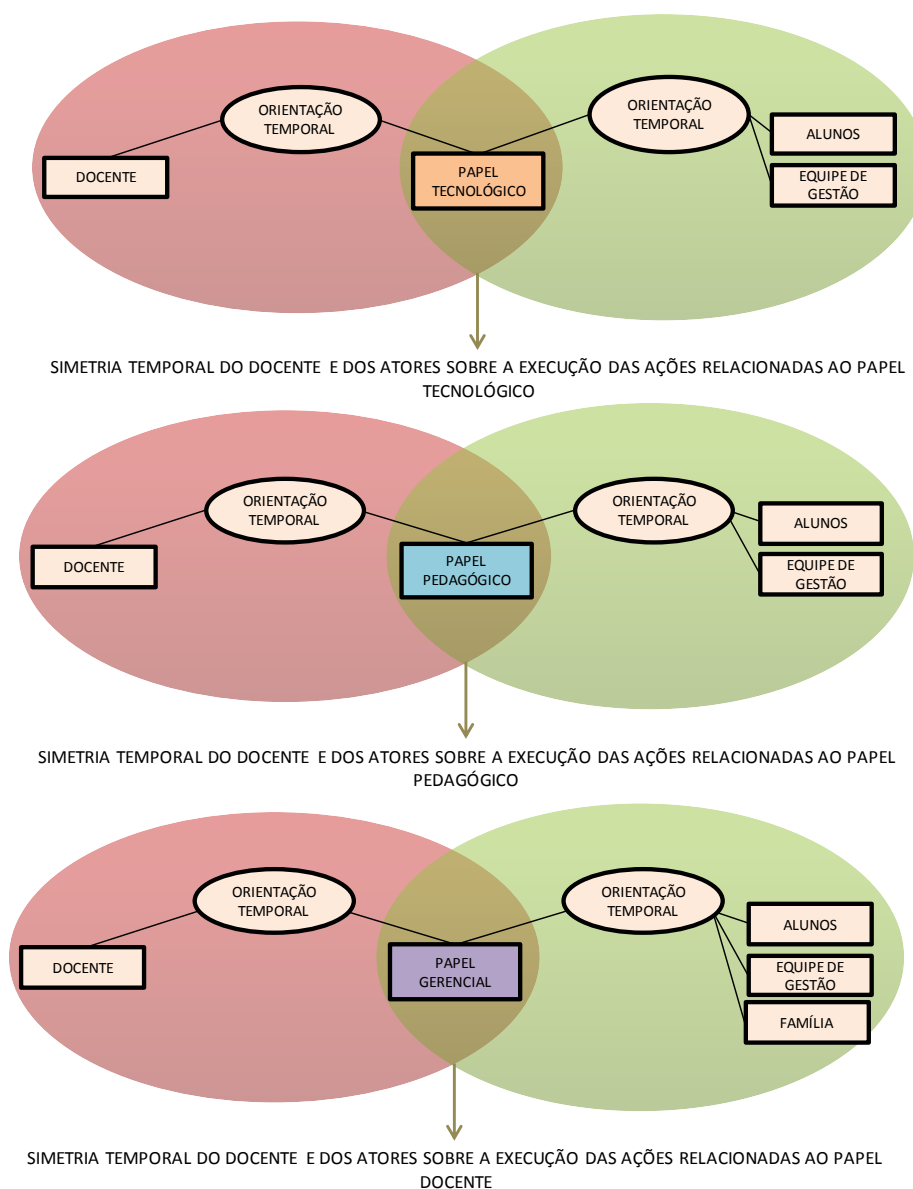 ORIENTAÇÃO
TEMPORAL
ORIENTAÇÃO
TEMPORAL
ALUNOS
DOCENTE
PAPEL
TECNOLÓGICO
EQUIPE DE
GESTÃO
SIMETRIA TEMPORAL DO DOCENTE E DOS ATORES SOBRE A EXECUÇÃO DAS AÇÕES RELACIONADAS AO PAPEL
TECNOLÓGICO
ORIENTAÇÃO
TEMPORAL
ORIENTAÇÃO
TEMPORAL
ALUNOS
DOCENTE
PAPEL
PEDAGÓGICO
EQUIPE DE
GESTÃO
SIMETRIA TEMPORAL DO DOCENTE E DOS ATORES SOBRE A EXECUÇÃO DAS AÇÕES RELACIONADAS AO PAPEL
PEDAGÓGICO
ORIENTAÇÃO
TEMPORAL
ORIENTAÇÃO
TEMPORAL
ALUNOS
DOCENTE
PAPEL
GERENCIAL
EQUIPE DE
GESTÃO
FAMÍLIA
SIMETRIA TEMPORAL DO DOCENTE E DOS ATORES SOBRE A EXECUÇÃO DAS AÇÕES RELACIONADAS AO PAPEL
DOCENTE